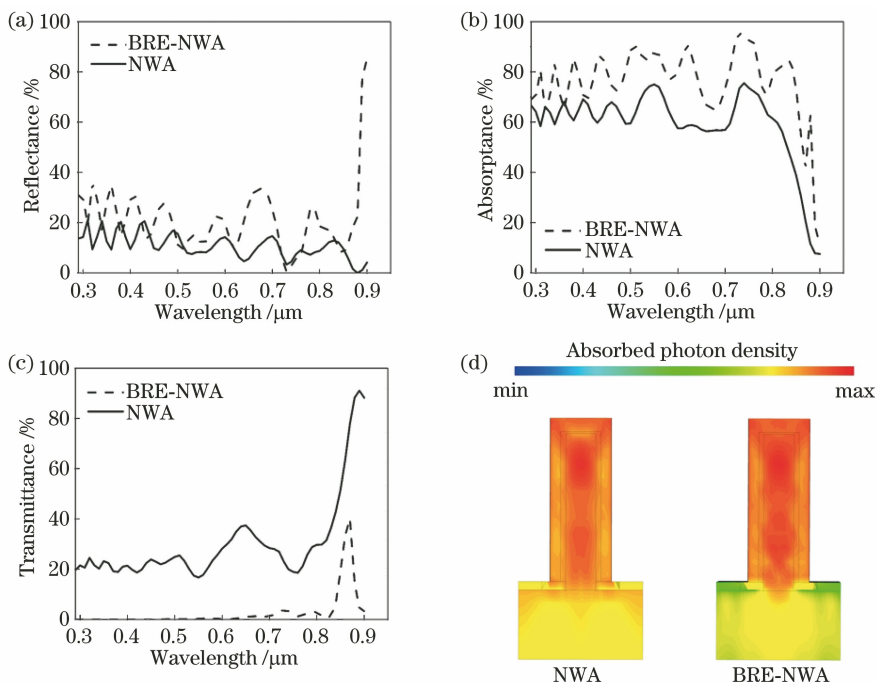 (a)
100
80
60
40
20
0
Reflectance /%
BRE-NWA
NWA
0.3 0.4 0.5 0.6 0.7 0.8 0.9
Wavelength /μm
(b)
100
80
60
40
20
0
Absorptance /%
BRE-NWA
NWA
0.3 0.4 0.5 0.6 0.7 0.8 0.9
Wavelength /μm
(c)
100
80
60
40
20
0
Transmittance /%
BRE-NWA
NWA
0.3 0.4 0.5 0.6 0.7 0.8 0.9
Wavelength /μm
(d)
Absorbed photon density
min max
NWA BRE-NWA